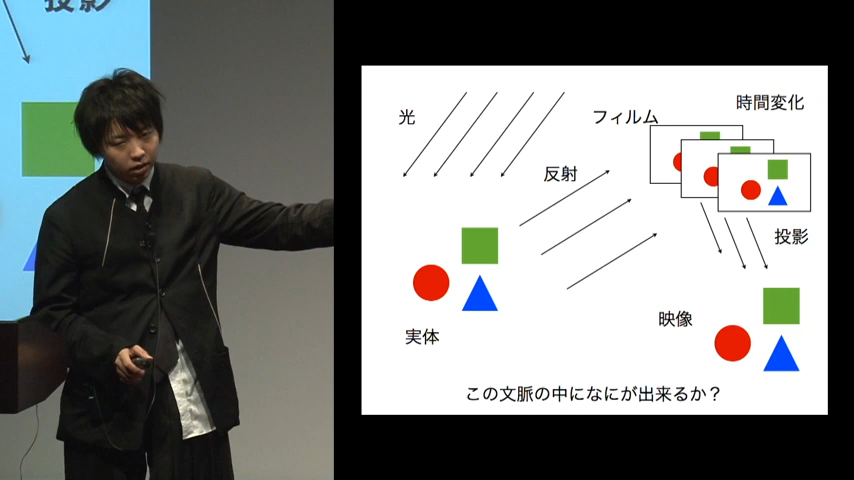 投影
光
フィルム
時間変化
反射
投影
実体
映像
この文脈の中になにが出来るか？